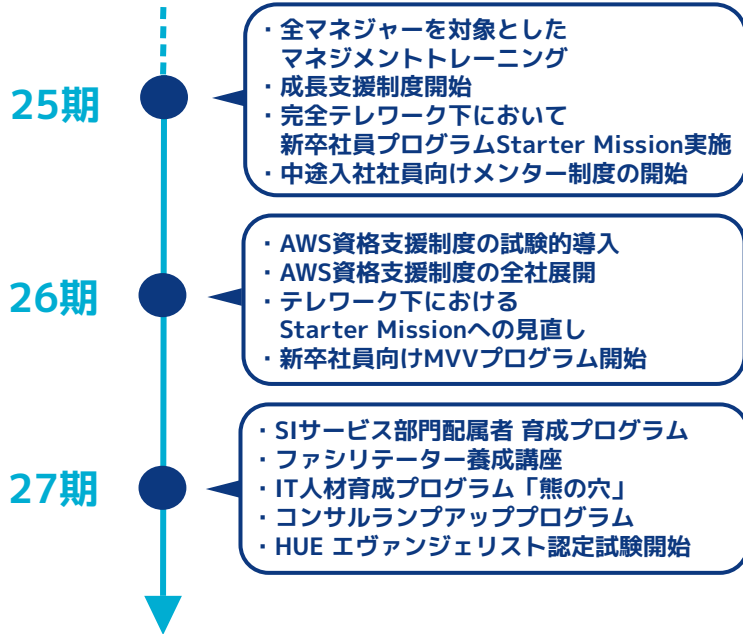 25期
・全マネジャーを対象とした
マネジメントトレーニング
・成長支援制度開始
・完全テレワーク下において
新卒社員プログラムStarter Mission実施
・中途入社社員向けメンター制度の開始
26期
・AWS資格支援制度の試験的導入
・AWS資格支援制度の全社展開
・テレワーク下における
Starter Missionへの見直し
・新卒社員向けMVVプログラム開始
27期
・SIサービス部門配属者 育成プログラム
・ファシリテーター養成講座
・IT人材育成プログラム「熊の穴」
・コンサルランプアッププログラム
・HUE エヴァンジェリスト認定試験開始